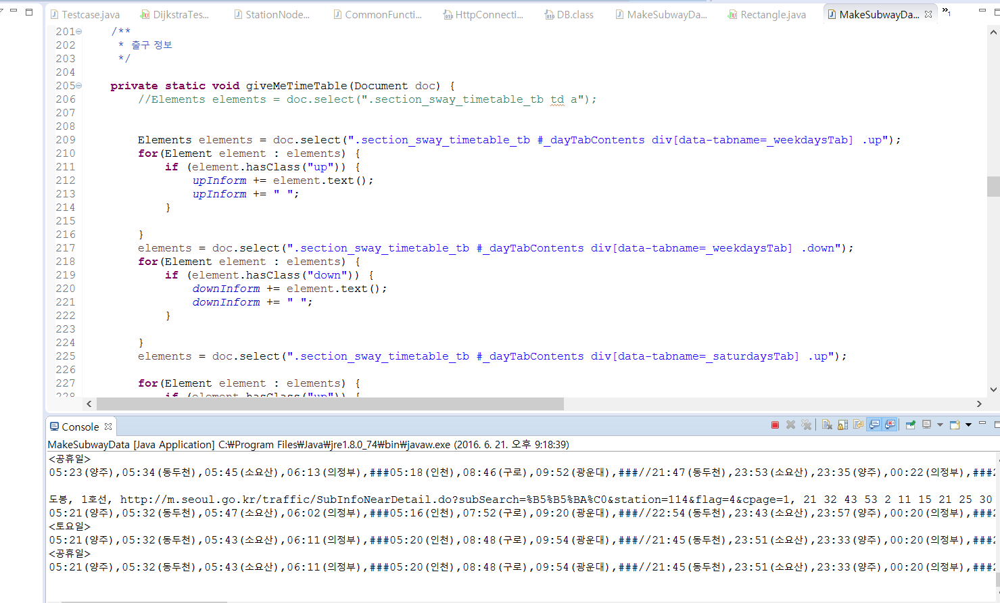 Testcase.java DijkstraTes... StationNode... CommonFuncti... HttpConnecti... DB.class MakeSubwayDa... Rectangle.java MakeSubwayDa... »1
201 /**
202 * 출구 정보
203 */
204
205 private static void giveMeTimeTable(Document doc) {
206 //Elements elements = doc.select(".section_sway_timetable_tb td a");
207
208
209 Elements elements = doc.select(".section_sway_timetable_tb #_dayTabContents div[data-tabname=_weekdaysTab] .up");
210 for(Element element : elements) {
211 if (element.hasClass("up")) {
212 upInform += element.text();
213 upInform += " ";
214 }
215
216 }
217 elements = doc.select(".section_sway_timetable_tb #_dayTabContents div[data-tabname=_weekdaysTab] .down");
218 for(Element element : elements) {
219 if (element.hasClass("down")) {
220 downInform += element.text();
221 downInform += " ";
222 }
223
224 }
225 elements = doc.select(".section_sway_timetable_tb #_dayTabContents div[data-tabname=_saturdaysTab] .up");
226
227 for(Element element : elements) {
228 if (element.hasClass("up")) {
Console
MakeSubwayData [Java Application] C:₩Program Files₩Java₩jre1.8.0_74₩bin₩javaw.exe (2016. 6. 21. 오후 9:18:39)
<공휴일>
05:23(양주),05:34(동두천),05:45(소요산),06:13(의정부),###05:18(인천),08:46(구로),09:52(광운대),###//21:47(동두천),23:53(소요산),23:35(양주),00:22(의정부),###2
도봉, 1호선, http://m.seoul.go.kr/traffic/SubInfoNearDetail.do?subSearch=%B5%B5%BA%C0&station=114&flag=4&cpage=1, 21 32 43 53 2 11 15 21 25 30
05:21(양주),05:32(동두천),05:47(소요산),06:02(의정부),###05:16(인천),07:52(구로),09:20(광운대),###//22:54(동두천),23:43(소요산),23:57(양주),00:20(의정부),###2
<토요일>
05:21(양주),05:32(동두천),05:43(소요산),06:11(의정부),###05:20(인천),08:48(구로),09:54(광운대),###//21:45(동두천),23:51(소요산),23:33(양주),00:20(의정부),###2
<공휴일>
05:21(양주),05:32(동두천),05:43(소요산),06:11(의정부),###05:20(인천),08:48(구로),09:54(광운대),###//21:45(동두천),23:51(소요산),23:33(양주),00:20(의정부),###2